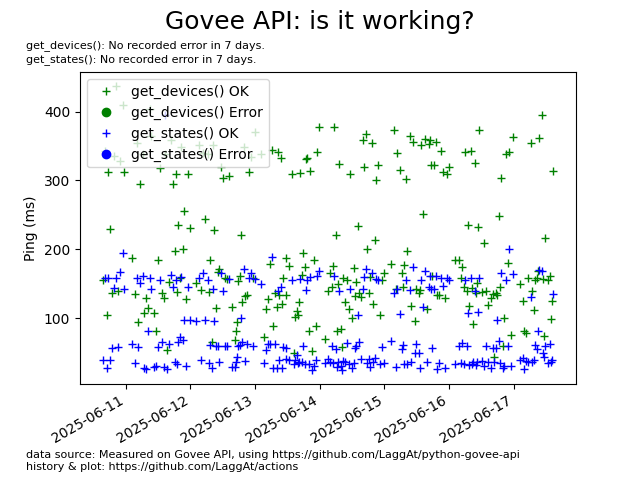 Govee API: is it working?
get_devices(): No recorded error in 7 days.
get_states(): No recorded error in 7 days.
get_devices() OK
get_devices() Error
get_states() OK
get_states() Error
Ping (ms)
400
300
200
100
2025-06-11
2025-06-12
2025-06-13
2025-06-14
2025-06-15
2025-06-16
2025-06-17
data source: Measured on Govee API, using https://github.com/LaggAt/python-govee-api
history & plot: https://github.com/LaggAt/actions